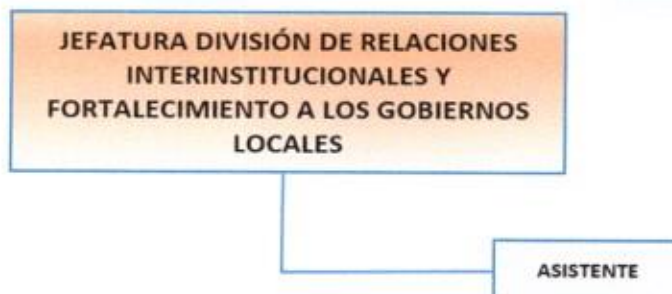 JEFATURA DIVISIÓN DE RELACIONES
INTERINSTITUCIONALES Y
FORTALECIMIENTO A LOS GOBIERNOS
LOCALES
ASISTENTE